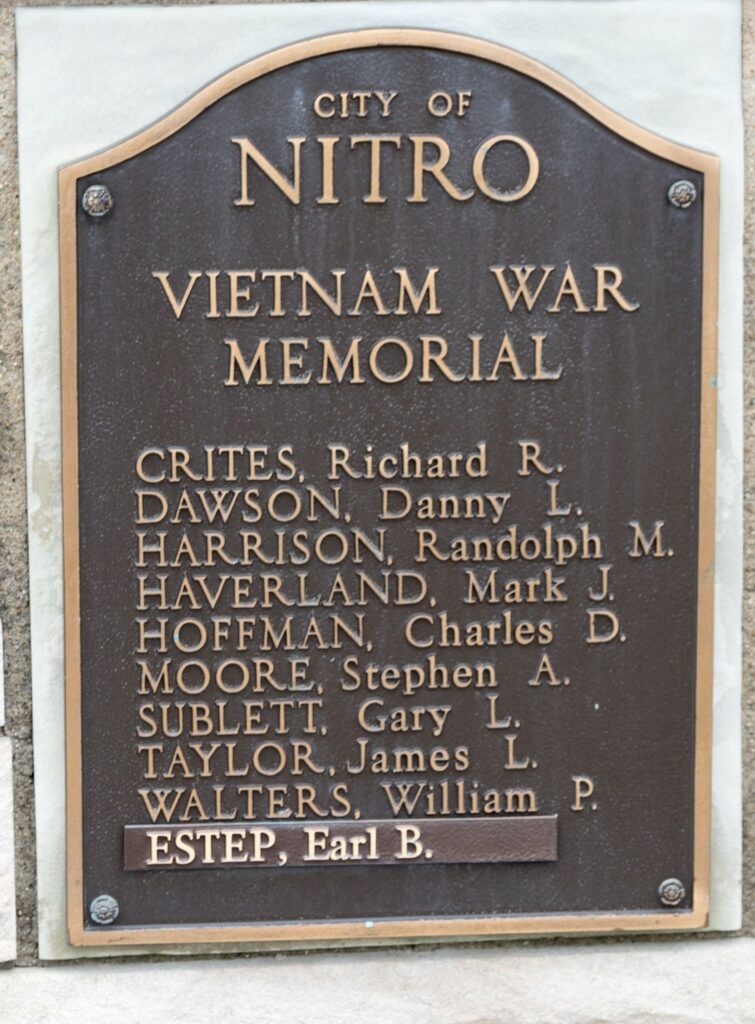 CITY OF
NITRO
VIETNAM WAR
MEMORIAL
CRITES, Richard R.
DAWSON, Danny L.
HARRISON, Randolph M.
HAVERLAND, Mark J.
HOFFMAN, Charles D.
MOORE, Stephen A.
SUBLETT, Gary L.
TAYLOR, James L.
WALTERS, William P.
ESTEP, Earl B.